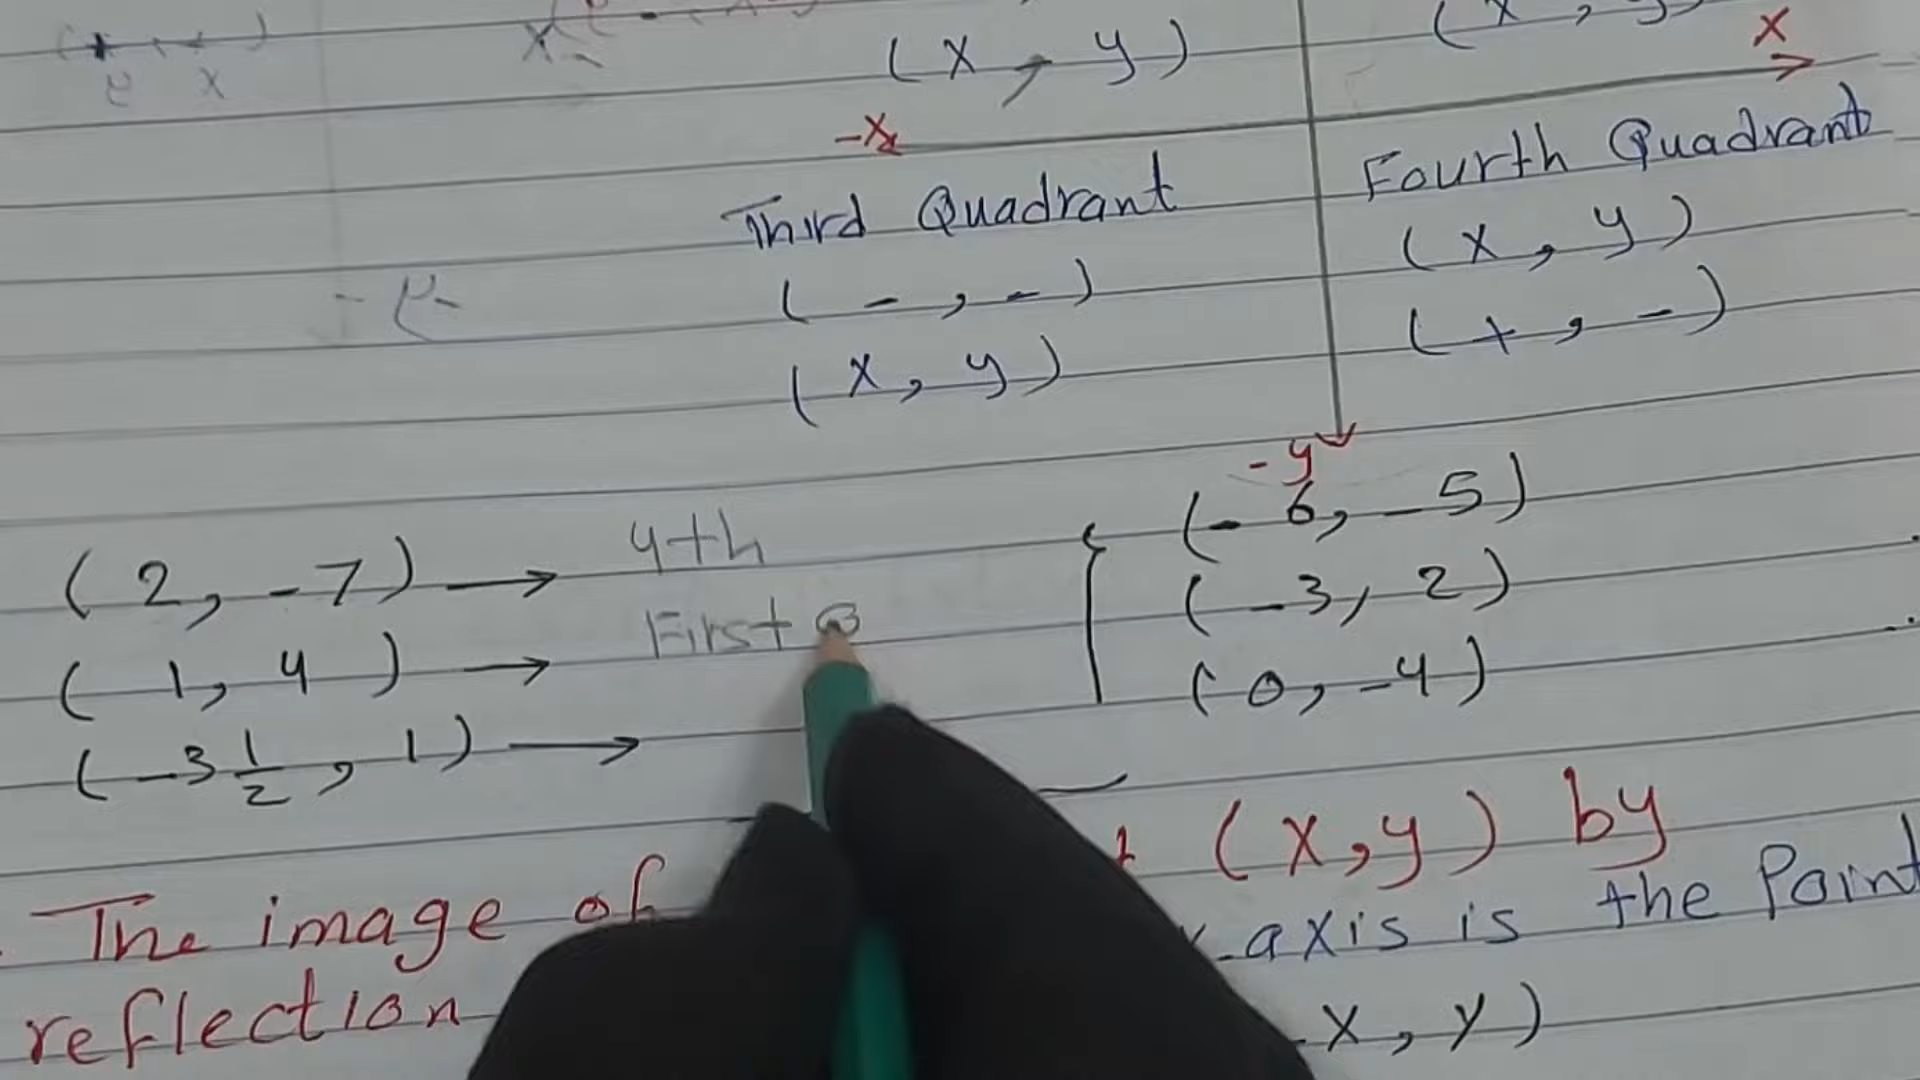 (x, y)
(x, y)
x
-x
Third Quadrant
Fourth Quadrant
(-, -)
(x, y)
(x, y)
(+, -)
-y
(2, -7) → 4th
(1, 4) → First
(-3 1/2, 1) →
(-6, -5)
(-3, 2)
(0, -4)
The image of (x,y) by
reflection axis is the Point
x, y)